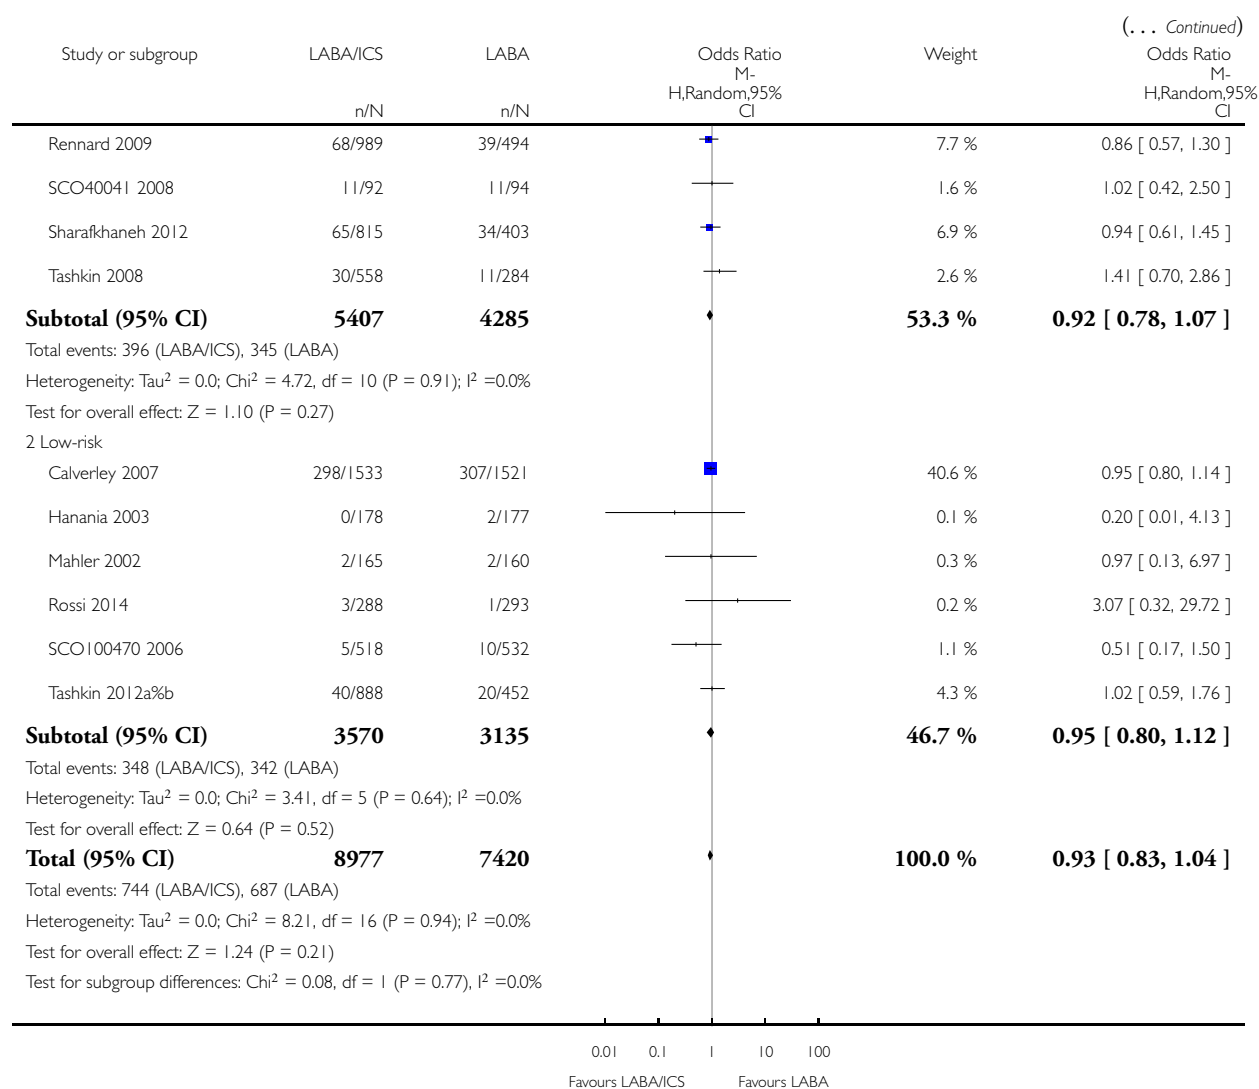 (. . . Continued)
Study or subgroup LABA/ICS LABA Odds Ratio Weight Odds Ratio
M- M-
H,Random,95% H,Random,95%
n/N n/N CI CI
Rennard 2009 68/989 39/494 7.7 % 0.86 [ 0.57, 1.30 ]
SCO40041 2008 11/92 11/94 1.6 % 1.02 [ 0.42, 2.50 ]
Sharafkhaneh 2012 65/815 34/403 6.9 % 0.94 [ 0.61, 1.45 ]
Tashkin 2008 30/558 11/284 2.6 % 1.41 [ 0.70, 2.86 ]
Subtotal (95% CI) 5407 4285 53.3 % 0.92 [ 0.78, 1.07 ]
Total events: 396 (LABA/ICS), 345 (LABA)
Heterogeneity: Tau² = 0.0; Chi² = 4.72, df = 10 (P = 0.91); I² =0.0%
Test for overall effect: Z = 1.10 (P = 0.27)
2 Low-risk
Calverley 2007 298/1533 307/1521 40.6 % 0.95 [ 0.80, 1.14 ]
Hanania 2003 0/178 2/177 0.1 % 0.20 [ 0.01, 4.13 ]
Mahler 2002 2/165 2/160 0.3 % 0.97 [ 0.13, 6.97 ]
Rossi 2014 3/288 1/293 0.2 % 3.07 [ 0.32, 29.72 ]
SCO100470 2006 5/518 10/532 1.1 % 0.51 [ 0.17, 1.50 ]
Tashkin 2012a%b 40/888 20/452 4.3 % 1.02 [ 0.59, 1.76 ]
Subtotal (95% CI) 3570 3135 46.7 % 0.95 [ 0.80, 1.12 ]
Total events: 348 (LABA/ICS), 342 (LABA)
Heterogeneity: Tau² = 0.0; Chi² = 3.41, df = 5 (P = 0.64); I² =0.0%
Test for overall effect: Z = 0.64 (P = 0.52)
Total (95% CI) 8977 7420 100.0 % 0.93 [ 0.83, 1.04 ]
Total events: 744 (LABA/ICS), 687 (LABA)
Heterogeneity: Tau² = 0.0; Chi² = 8.21, df = 16 (P = 0.94); I² =0.0%
Test for overall effect: Z = 1.24 (P = 0.21)
Test for subgroup differences: Chi² = 0.08, df = 1 (P = 0.77), I² =0.0%
0.01 0.1 1 10 100
Favours LABA/ICS Favours LABA